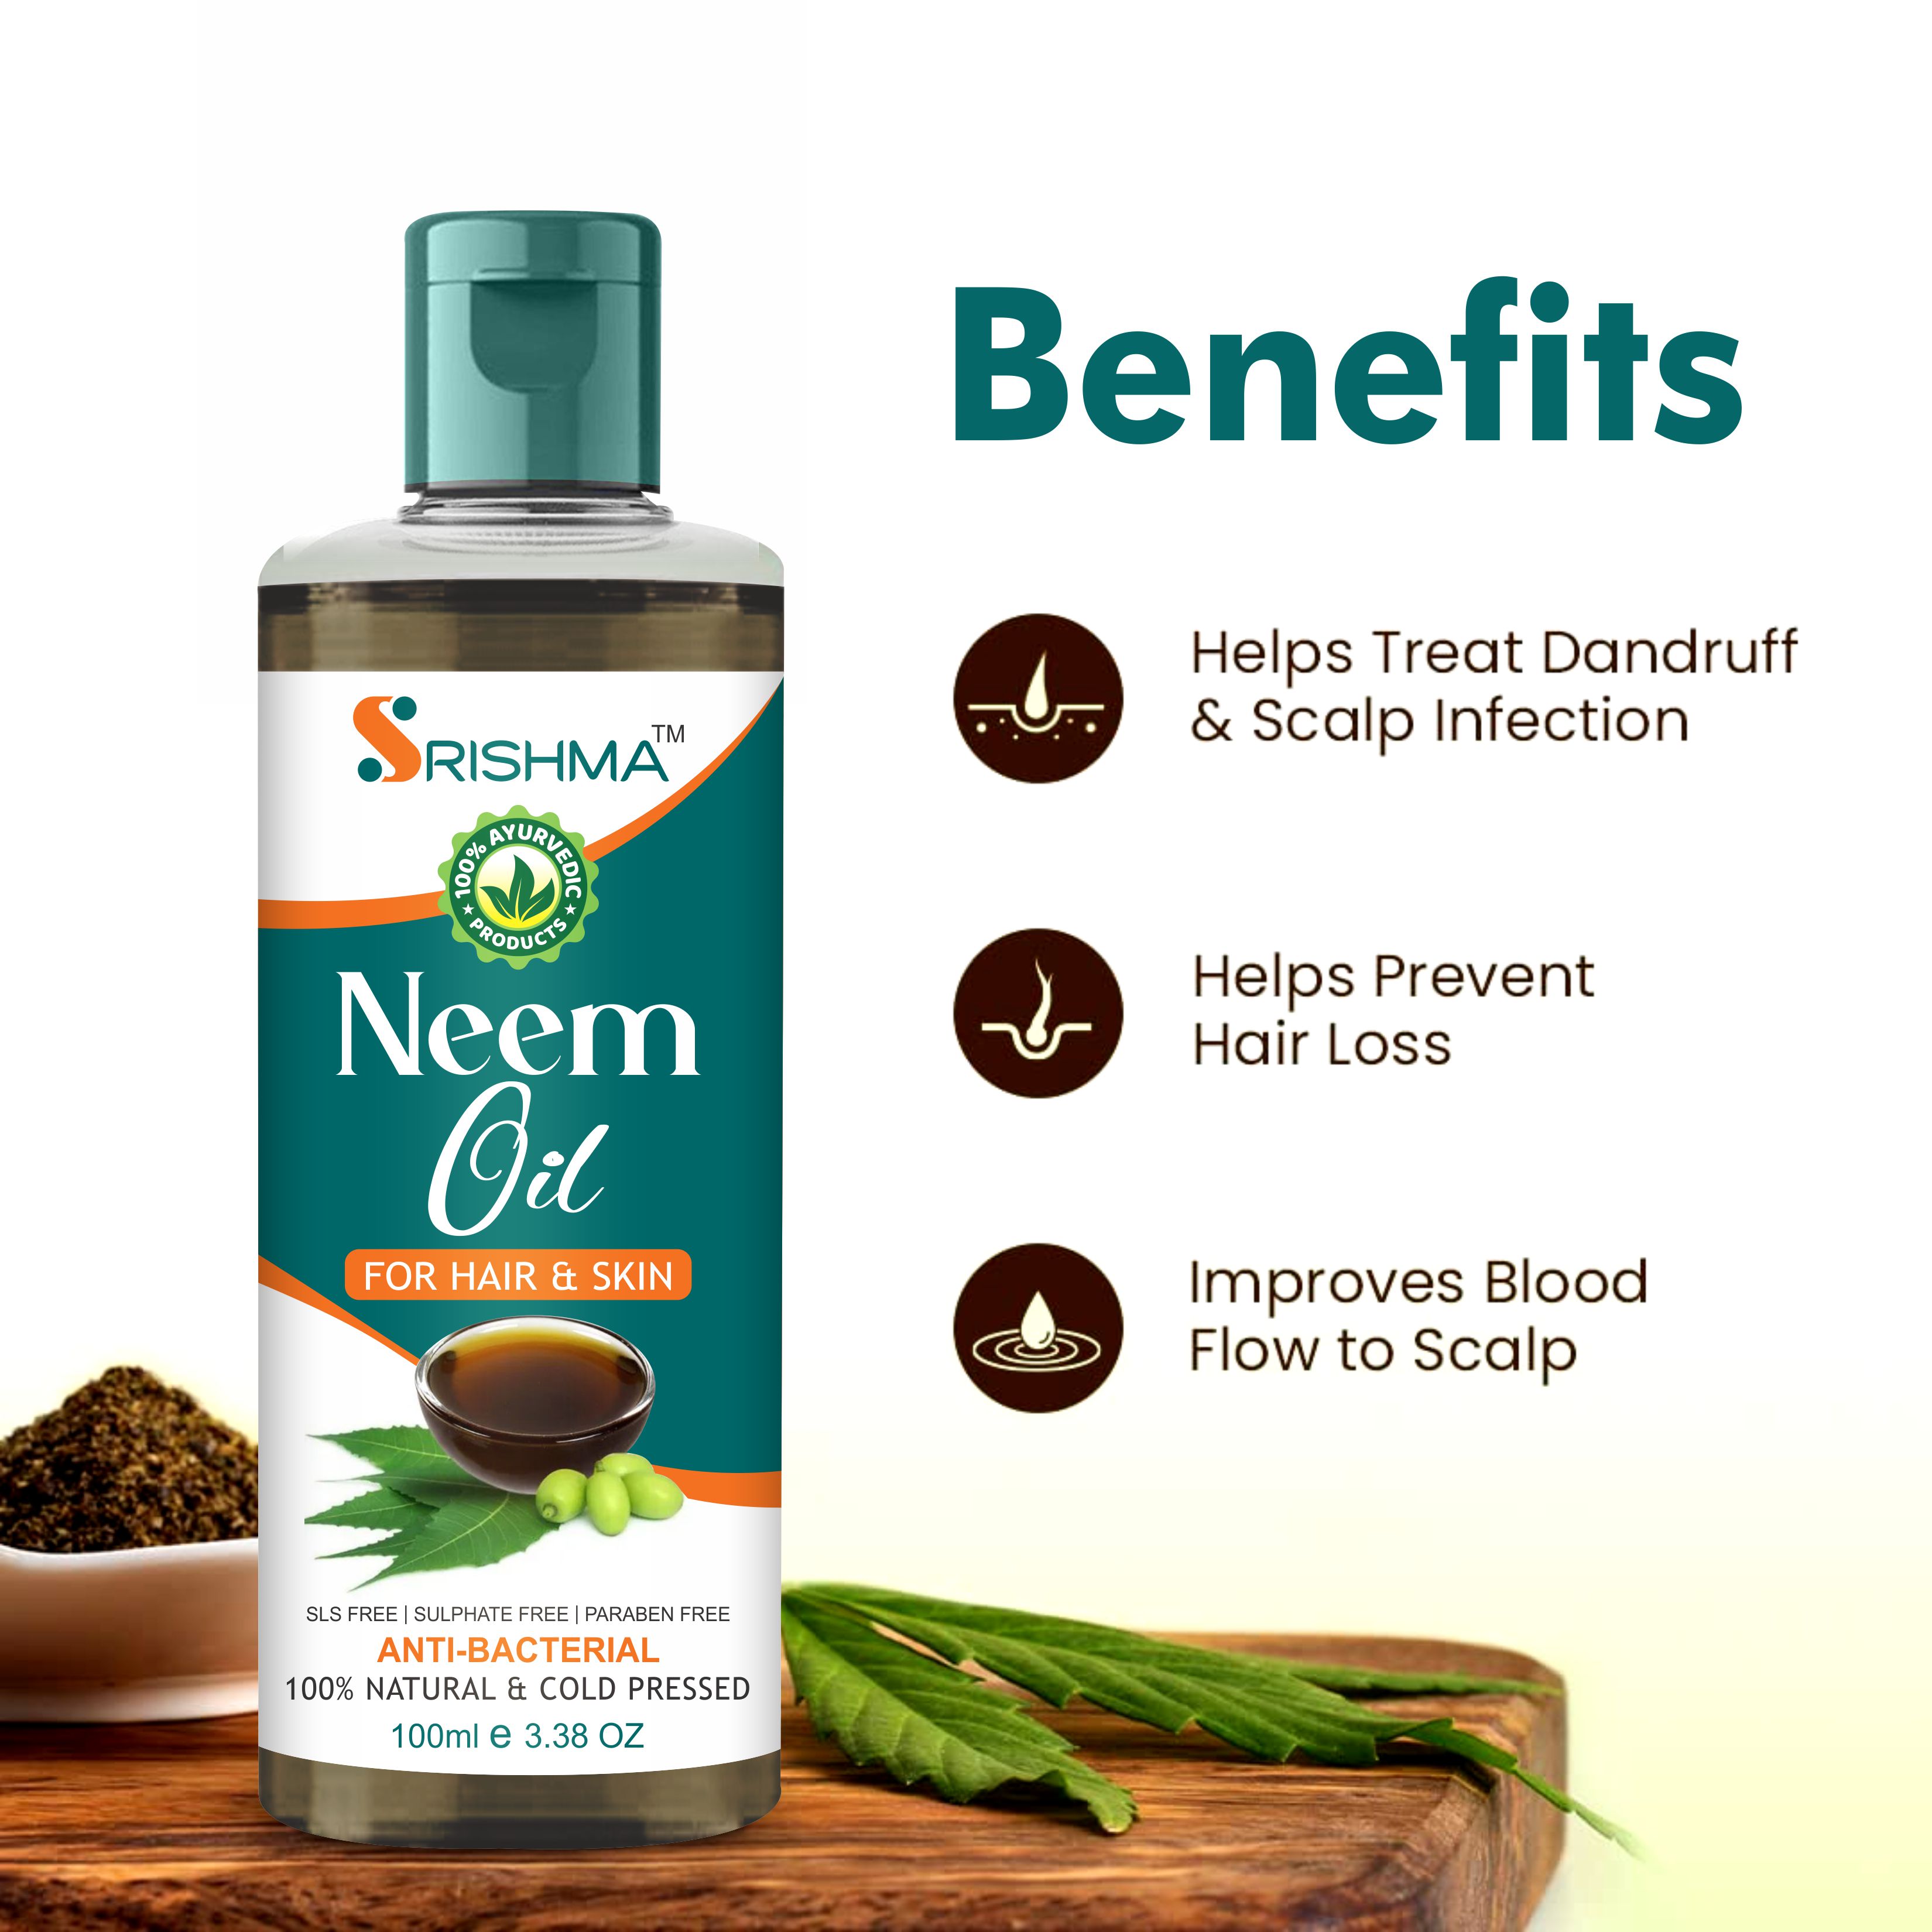 Benefits
Helps Treat Dandruff
& Scalp Infection
Helps Prevent
Hair Loss
Improves Blood
Flow to Scalp
SRISHMA™
100% AYURVEDIC
PRODUCTS
Neem
Oil
FOR HAIR & SKIN
SLS FREE | SULPHATE FREE | PARABEN FREE
ANTI-BACTERIAL
100% NATURAL & COLD PRESSED
100ml e 3.38 OZ